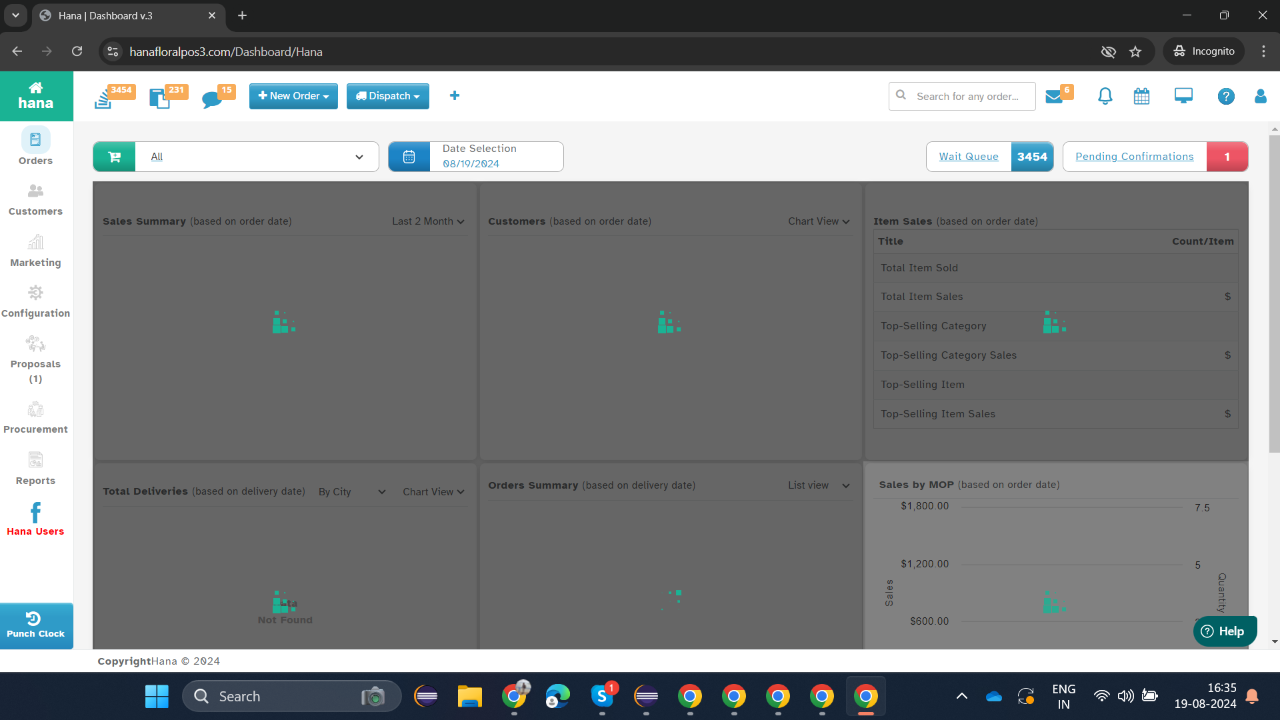 Hana | Dashboard v.3
hanafloralpos3.com/Dashboard/Hana
Incognito
hana
3454
231
15
New Order
Dispatch
Search for any order...
6
Orders
Customers
Marketing
Configuration
Proposals
(1)
Procurement
Reports
Hana Users
Punch Clock
All
Date Selection
08/19/2024
Wait Queue 3454
Pending Confirmations 1
Sales Summary (based on order date) Last 2 Month
Customers (based on order date) Chart View
Item Sales (based on order date)
Title Count/Item
Total Item Sold
Total Item Sales $
Top-Selling Category
Top-Selling Category Sales $
Top-Selling Item
Top-Selling Item Sales $
Total Deliveries (based on delivery date) By City Chart View
Not Found
Orders Summary (based on delivery date) List view
Sales by MOP (based on order date)
$1,800.00 7.5
$1,200.00 5
$600.00
Sales
Quantity
Help
CopyrightHana © 2024
Search
1
ENG
IN
16:35
19-08-2024